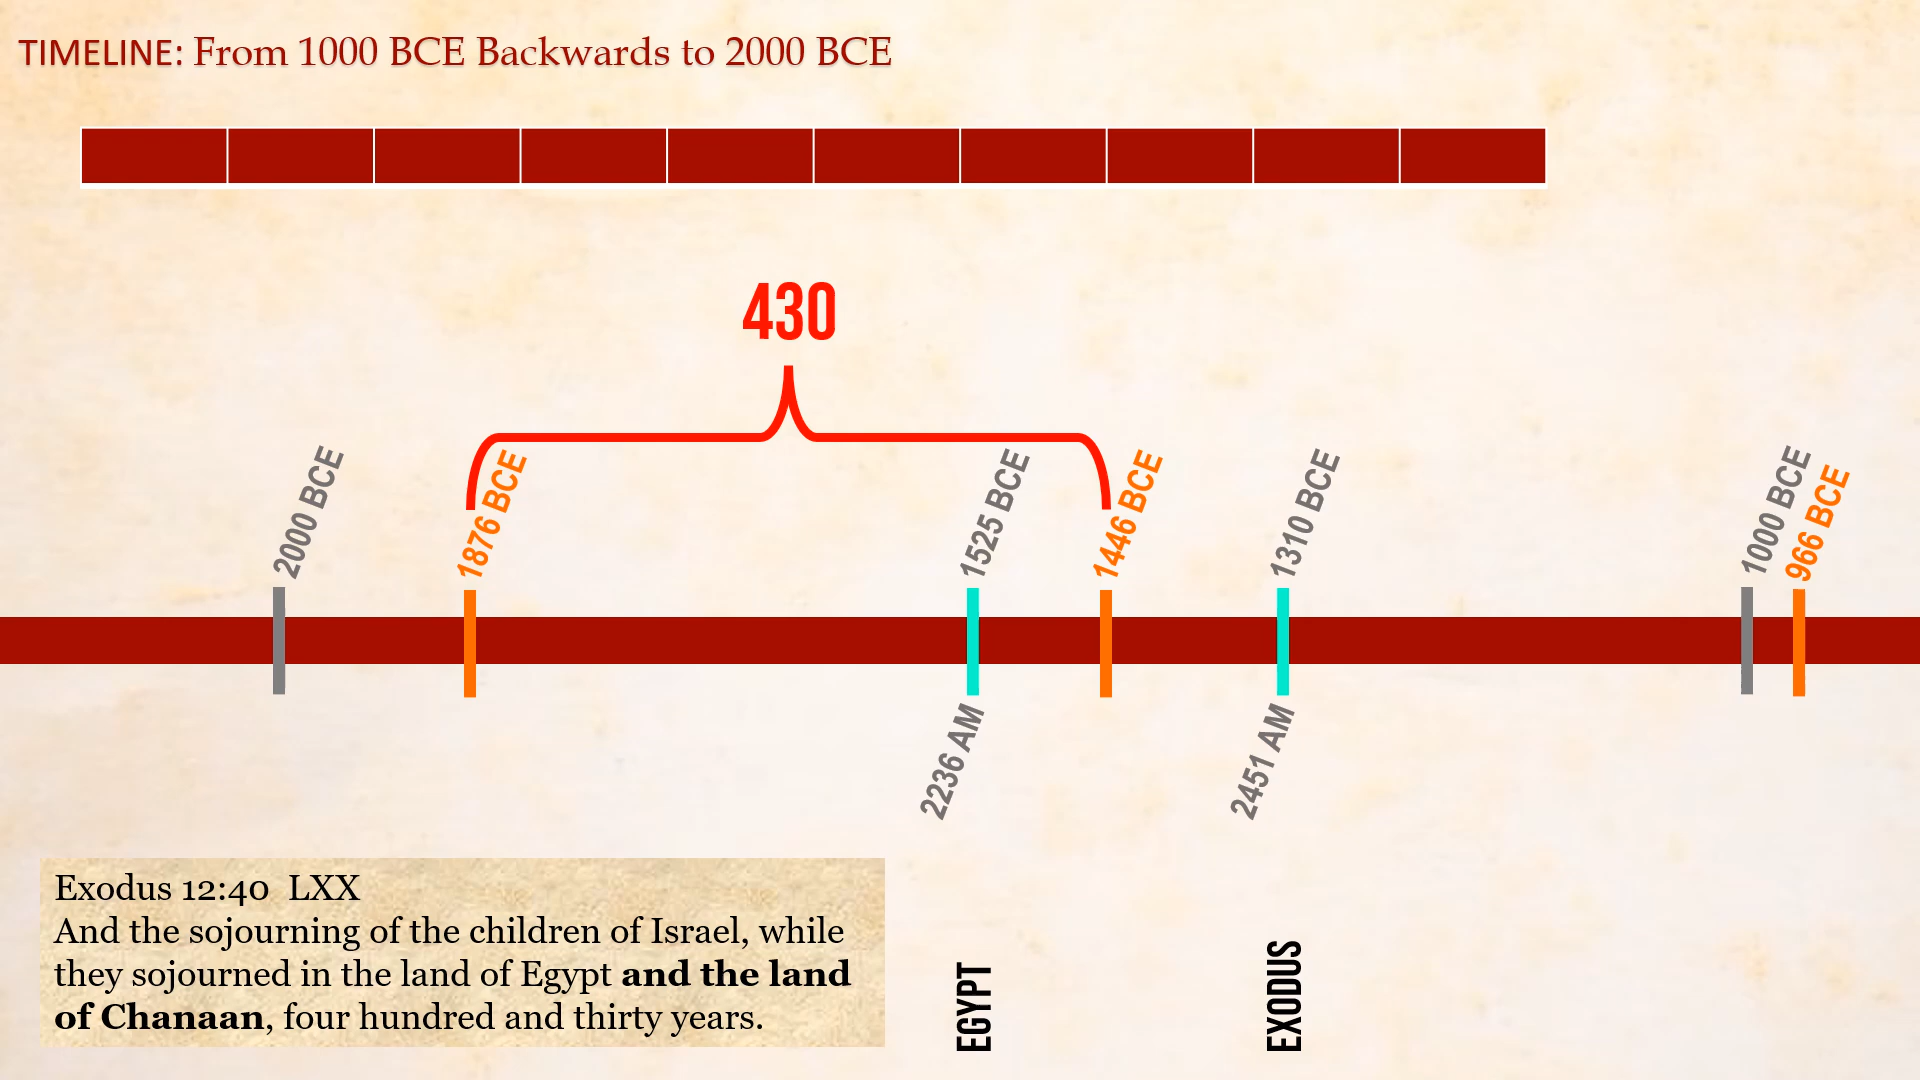 TIMELINE: From 1000 BCE Backwards to 2000 BCE
430
2000 BCE
1876 BCE
1525 BCE
1446 BCE
1310 BCE
1000 BCE
966 BCE
2236 AM
2451 AM
Exodus 12:40  LXX
And the sojourning of the children of Israel, while
they sojourned in the land of Egypt and the land
of Chanaan, four hundred and thirty years.
EGYPT
EXODUS